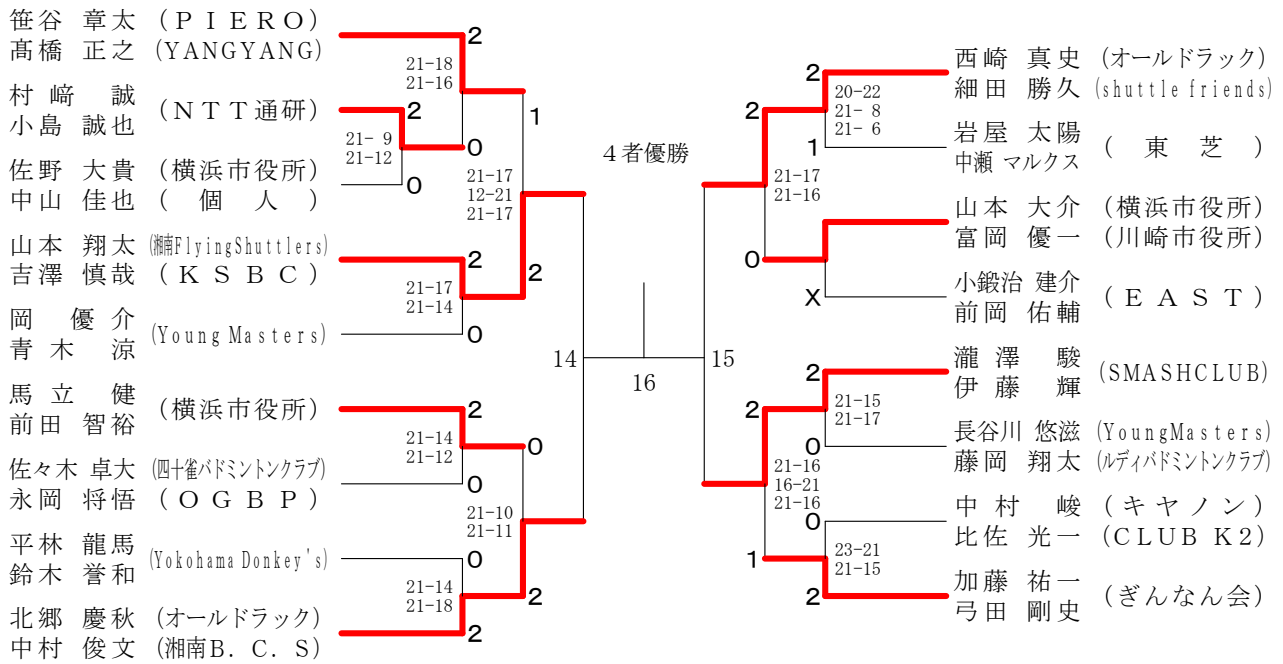 笹谷 章太 (ＰＩＥＲＯ)
髙橋 正之 (YANGYANG)
2
21-18
21-16
村﨑 誠
小島 誠也
(ＮＴＴ通研)
2
21- 9
21-12
0
佐野 大貴 (横浜市役所)
中山 佳也 ( 個 人 )
0
1
21-17
12-21
21-17
山本 翔太 (湘南FlyingShuttlers)
吉澤 慎哉 (ＫＳＢＣ)
2
21-17
21-14
2
岡 優介
青木 涼
(Young Masters)
0
14
馬立 健
前田 智裕
(横浜市役所)
2
21-14
21-12
0
佐々木 卓大 (四十雀バドミントンクラブ)
永岡 将悟 (ＯＧＢＰ)
0
21-10
21-11
平林 龍馬
鈴木 誉和
(Yokohama Donkey's)
0
21-14
21-18
2
北郷 慶秋 (オールドラック)
中村 俊文 (湘南B. C. S)
2
４者優勝
16
西崎 真史 (オールドラック)
細田 勝久 (shuttle friends)
2
20-22
21- 8
21- 6
2
岩屋 太陽
中瀬 マルクス
( 東 芝 )
1
21-17
21-16
山本 大介 (横浜市役所)
富岡 優一 (川崎市役所)
0
小鍛治 建介
前岡 佑輔
(ＥＡＳＴ)
X
15
瀧澤 駿
伊藤 輝
(SMASHCLUB)
2
21-15
21-17
2
長谷川 悠滋 (YoungMasters)
藤岡 翔太 (ルディバドミントンクラブ)
0
21-16
16-21
21-16
中村 峻 (キヤノン)
比佐 光一 (CLUB K2)
0
23-21
21-15
1
加藤 祐一
弓田 剛史
(ぎんなん会)
2